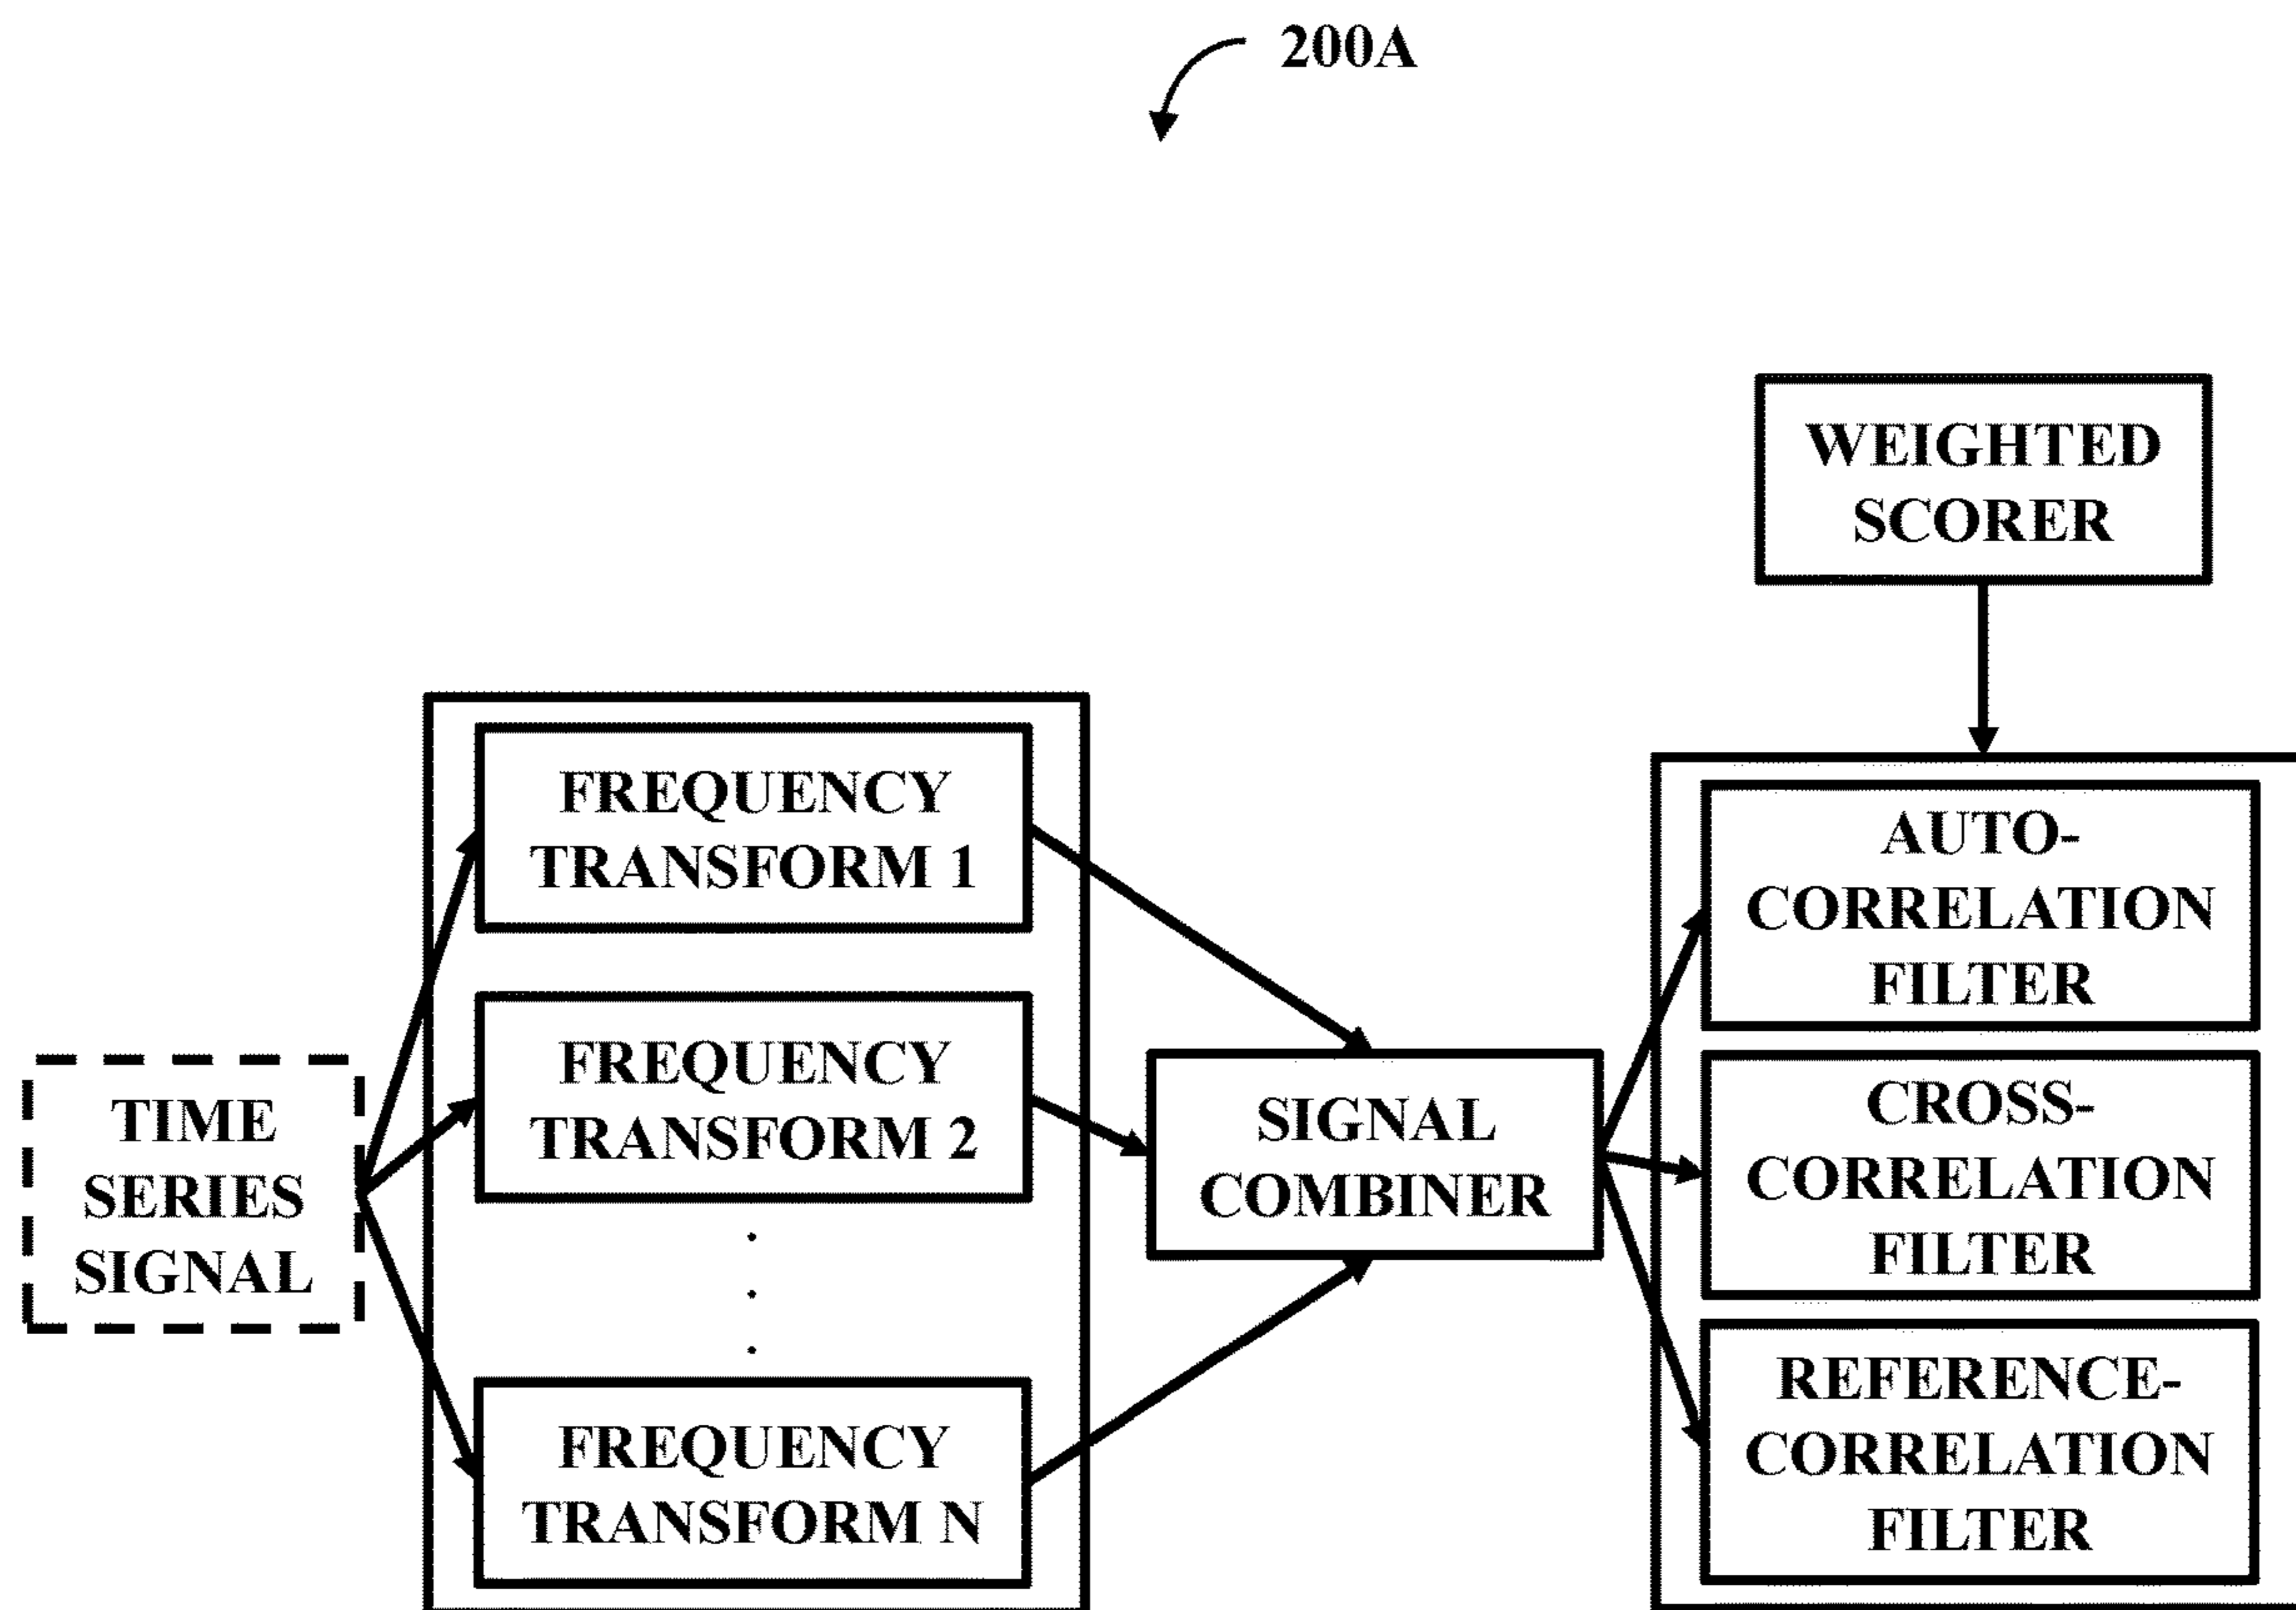 200A
WEIGHTED
SCORER
FREQUENCY
TRANSFORM 1
FREQUENCY
TRANSFORM 2
.
.
.
FREQUENCY
TRANSFORM N
TIME
SERIES
SIGNAL
SIGNAL
COMBINER
AUTO-
CORRELATION
FILTER
CROSS-
CORRELATION
FILTER
REFERENCE-
CORRELATION
FILTER